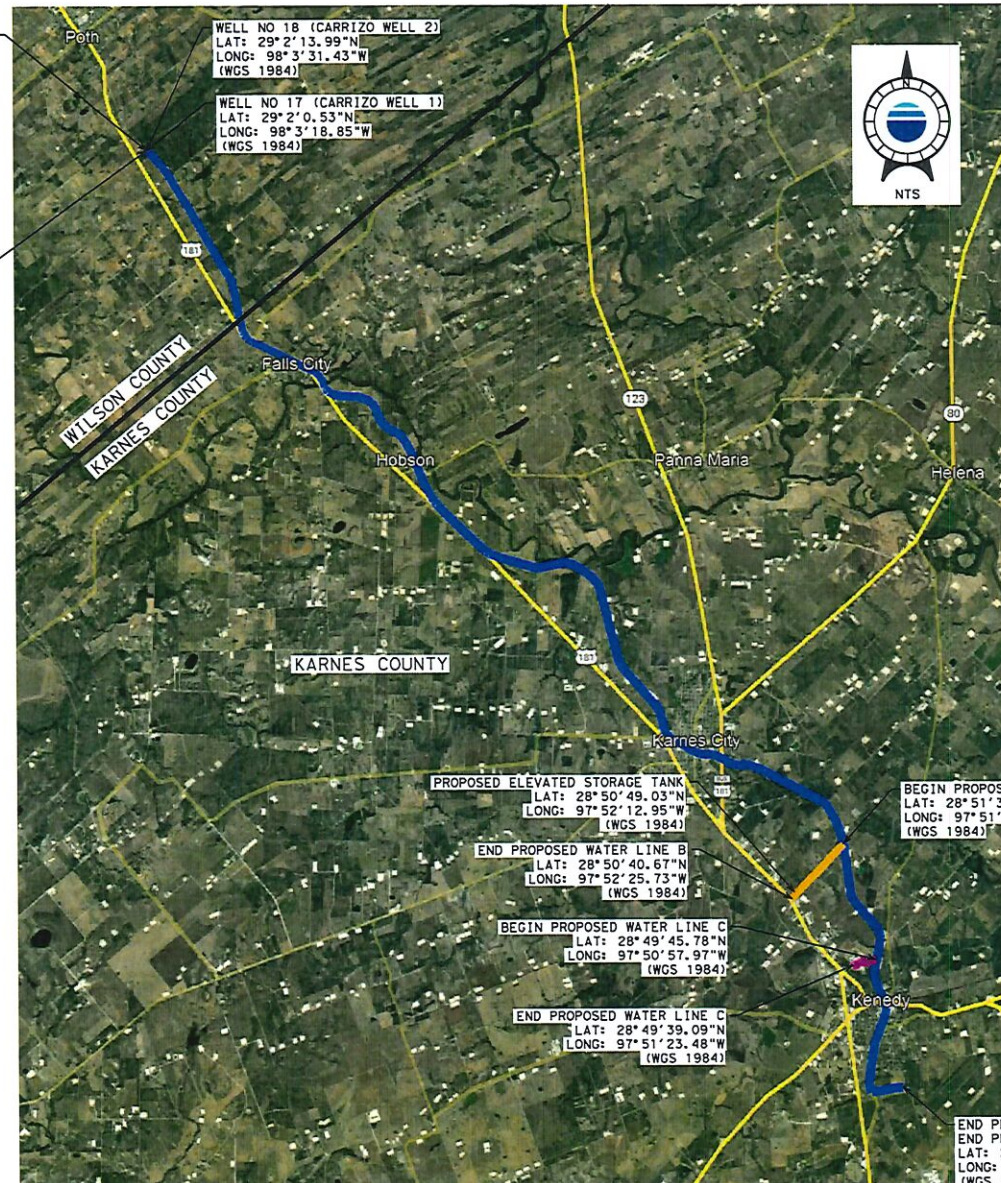 Poth
WELL NO 18 (CARRIZO WELL 2)
LAT: 29°2'13.99"N
LONG: 98°3'31.43"W
(WGS 1984)
WELL NO 17 (CARRIZO WELL 1)
LAT: 29°2'0.53"N
LONG: 98°3'18.85"W
(WGS 1984)
N
NTS
181
WILSON COUNTY
KARNES COUNTY
Falls City
123
80
Hobson
Panna Maria
Helena
KARNES COUNTY
181
Karnes City
181
PROPOSED ELEVATED STORAGE TANK
LAT: 28°50'49.03"N
LONG: 97°52'12.95"W
(WGS 1984)
BEGIN PROPOS
LAT: 28°51'3
LONG: 97°51'
(WGS 1984)
END PROPOSED WATER LINE B
LAT: 28°50'40.67"N
LONG: 97°52'25.73"W
(WGS 1984)
BEGIN PROPOSED WATER LINE C
LAT: 28°49'45.78"N
LONG: 97°50'57.97"W
(WGS 1984)
Kenedy
END PROPOSED WATER LINE C
LAT: 28°49'39.09"N
LONG: 97°51'23.48"W
(WGS 1984)
END P
END P
LAT:
LONG:
(WGS